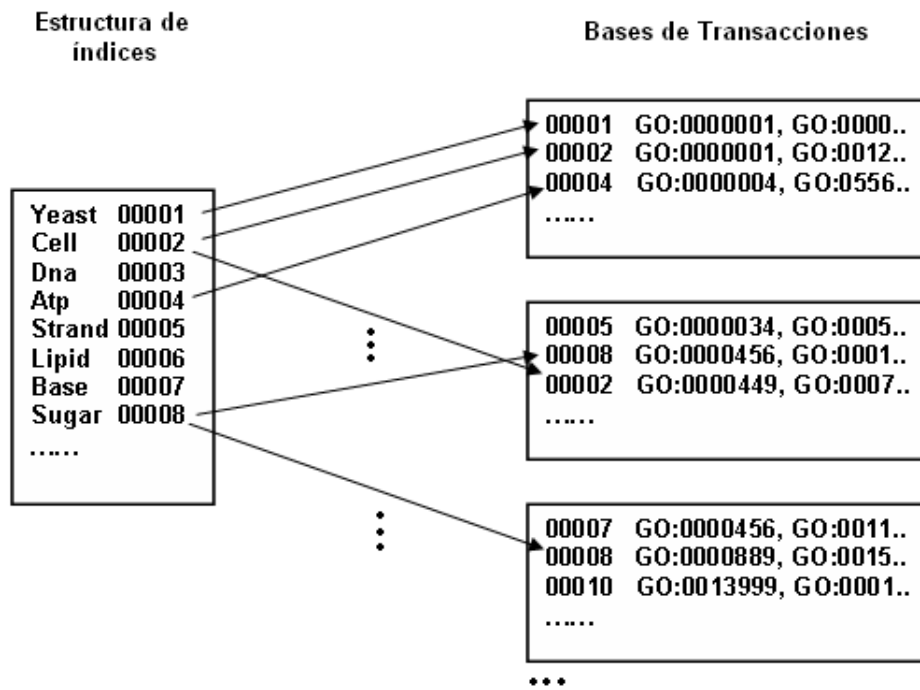 Estructura de
índices
Bases de Transacciones
Yeast 00001
Cell 00002
Dna 00003
Atp 00004
Strand 00005
Lipid 00006
Base 00007
Sugar 00008
......
00001 GO:0000001, GO:0000..
00002 GO:0000001, GO:0012..
00004 GO:0000004, GO:0556..
......
00005 GO:0000034, GO:0005..
00008 GO:0000456, GO:0001..
00002 GO:0000449, GO:0007..
......
00007 GO:0000456, GO:0011..
00008 GO:0000889, GO:0015..
00010 GO:0013999, GO:0001..
......